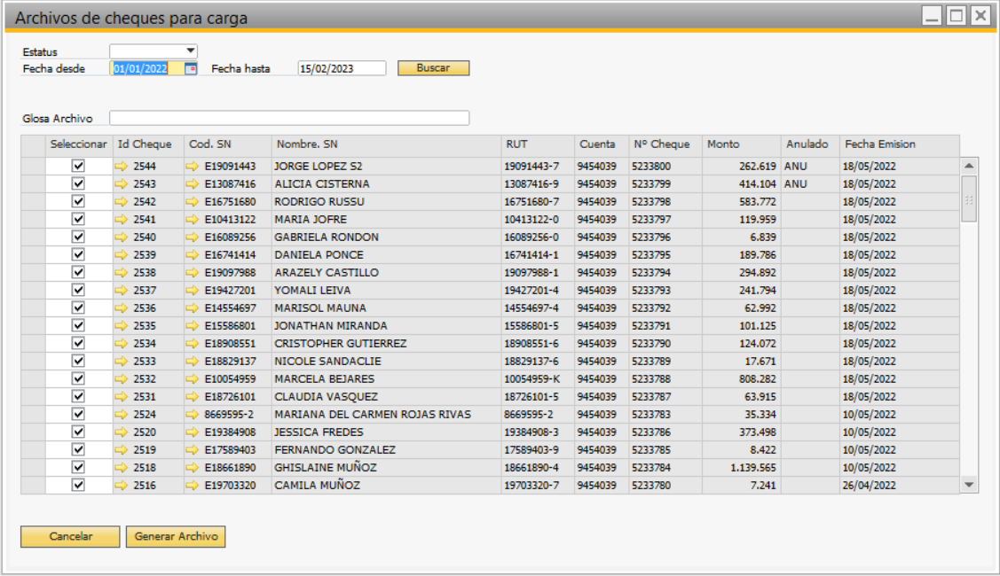 Archivos de cheques para carga
Estatus
Fecha desde 01/01/2022 Fecha hasta 15/02/2023 Buscar
Glosa Archivo
Seleccionar Id Cheque Cod. SN Nombre. SN RUT Cuenta Nº Cheque Monto Anulado Fecha Emision
2544 E19091443 JORGE LOPEZ S2 19091443-7 9454039 5233800 262.619 ANU 18/05/2022
2543 E13087416 ALICIA CISTERNA 13087416-9 9454039 5233799 414.104 ANU 18/05/2022
2542 E16751680 RODRIGO RUSSU 16751680-7 9454039 5233798 583.772 18/05/2022
2541 E10413122 MARIA JOFRE 10413122-0 9454039 5233797 119.959 18/05/2022
2540 E16089256 GABRIELA RONDON 16089256-0 9454039 5233796 6.839 18/05/2022
2539 E16741414 DANIELA PONCE 16741414-1 9454039 5233795 189.786 18/05/2022
2538 E19097988 ARAZELY CASTILLO 19097988-1 9454039 5233794 294.892 18/05/2022
2537 E19427201 YOMALI LEIVA 19427201-4 9454039 5233793 241.794 18/05/2022
2536 E14554697 MARISOL MAUNA 14554697-4 9454039 5233792 62.992 18/05/2022
2535 E15586801 JONATHAN MIRANDA 15586801-5 9454039 5233791 101.125 18/05/2022
2534 E18908551 CRISTOPHER GUTIERREZ 18908551-6 9454039 5233790 124.072 18/05/2022
2533 E18829137 NICOLE SANDACLIE 18829137-6 9454039 5233789 17.671 18/05/2022
2532 E10054959 MARCELA BEJARES 10054959-K 9454039 5233788 808.282 18/05/2022
2531 E18726101 CLAUDIA VASQUEZ 18726101-5 9454039 5233787 63.915 18/05/2022
2524 8669595-2 MARIANA DEL CARMEN ROJAS RIVAS 8669595-2 9454039 5233783 35.334 10/05/2022
2520 E19384908 JESSICA FREDES 19384908-3 9454039 5233786 373.498 10/05/2022
2519 E17589403 FERNANDO GONZALEZ 17589403-9 9454039 5233785 8.422 10/05/2022
2518 E18661890 GHISLAINE MUÑOZ 18661890-4 9454039 5233784 1.139.565 10/05/2022
2516 E19703320 CAMILA MUÑOZ 19703320-7 9454039 5233780 7.241 26/04/2022
Cancelar Generar Archivo